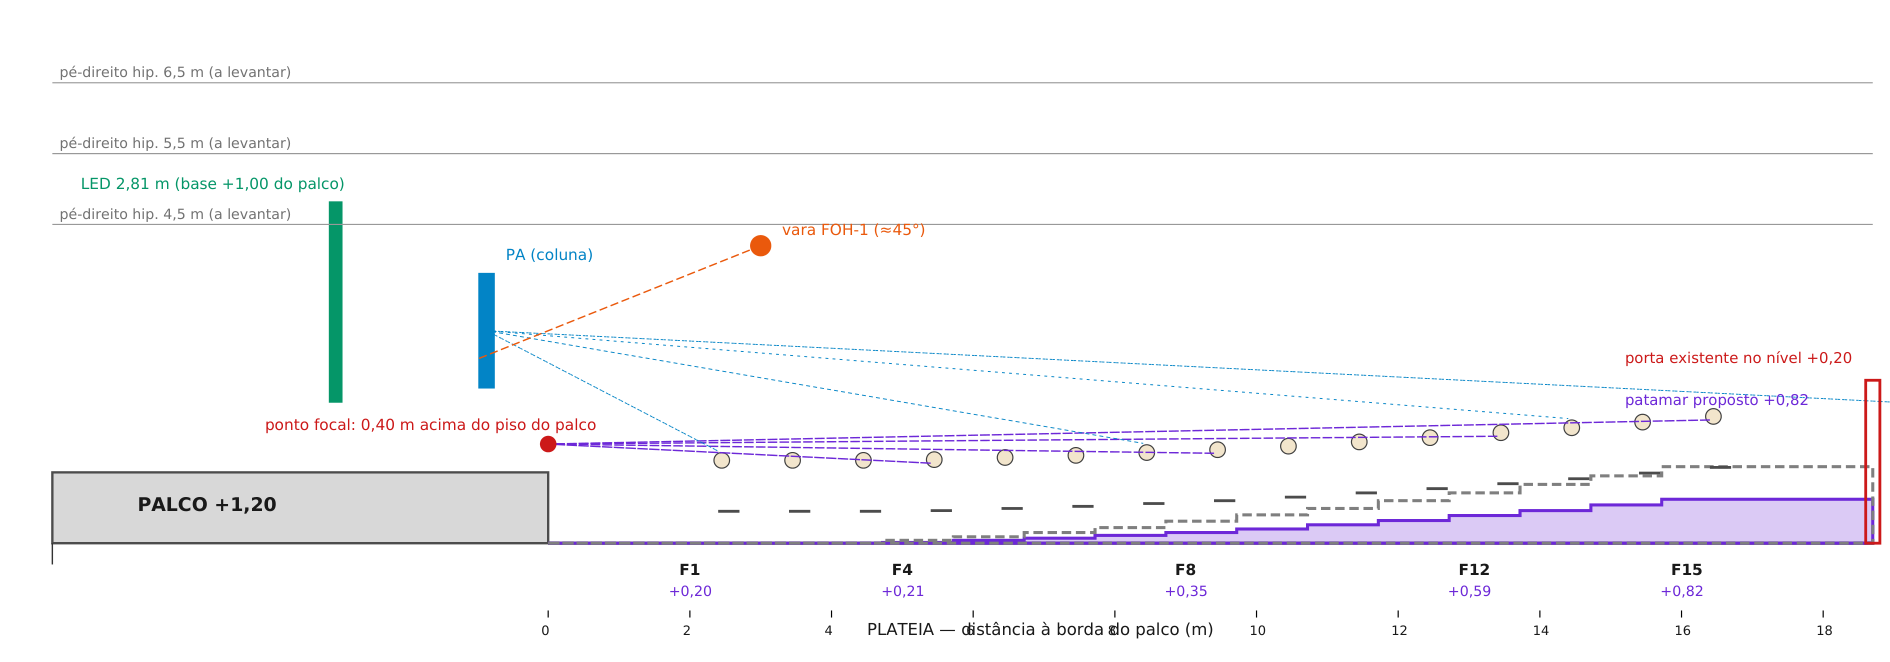 pé-direito hip. 6,5 m (a levantar)
pé-direito hip. 5,5 m (a levantar)
LED 2,81 m (base +1,00 do palco)
pé-direito hip. 4,5 m (a levantar)
vara FOH-1 (≈45°)
PA (coluna)
porta existente no nível +0,20
patamar proposto +0,82
ponto focal: 0,40 m acima do piso do palco
PALCO +1,20
F1 F4 F8 F12 F15
+0,20 +0,21 +0,35 +0,59 +0,82
0 2 4 6 8 10 12 14 16 18
PLATEIA — distância à borda do palco (m)